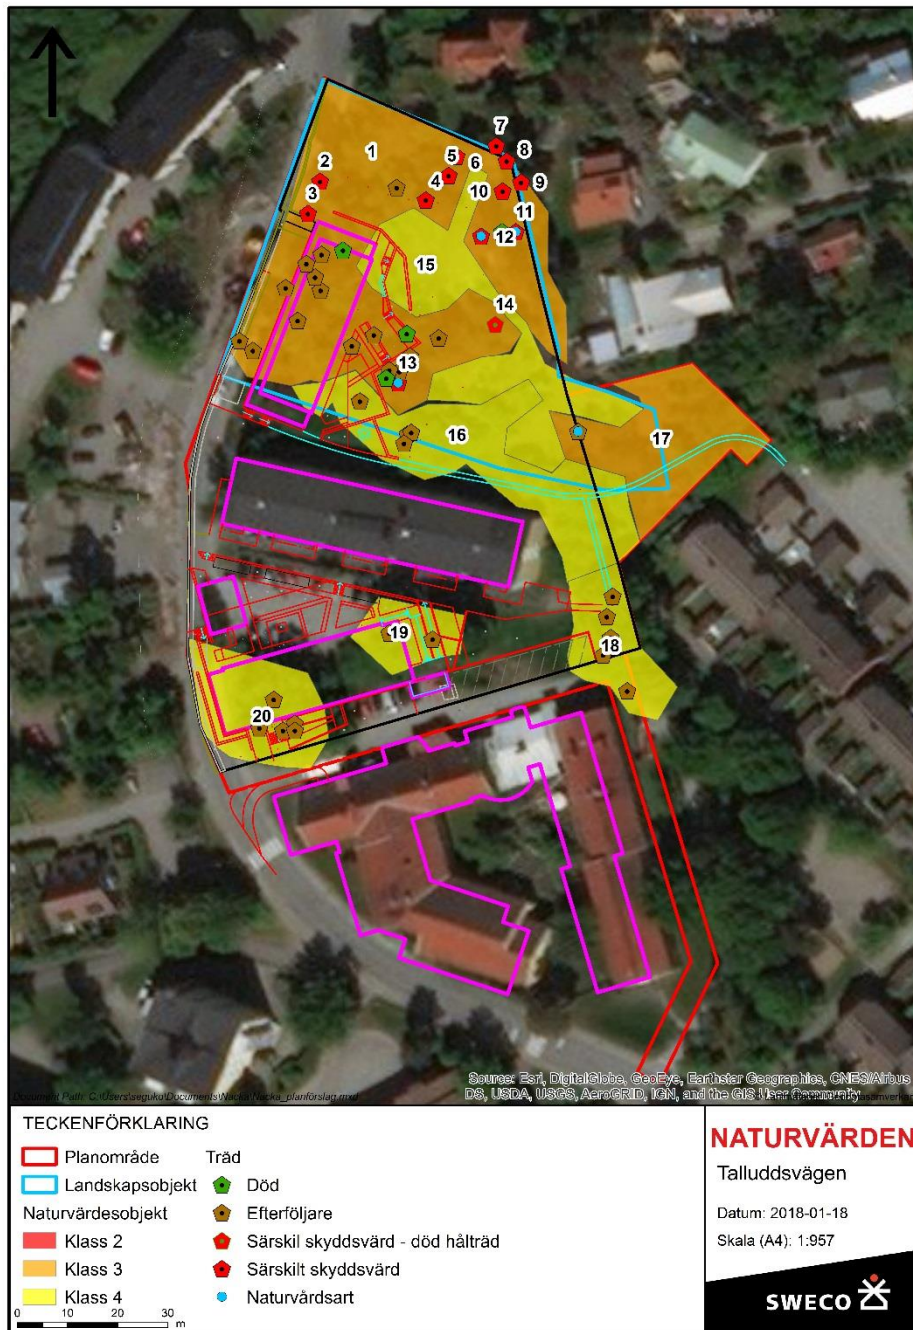 7
8
1
5
6
2
4
9
10
3
11
12
15
14
13
16
17
19
18
20
Source: Esri, DigitalGlobe, GeoEye, Earthstar Geographics, CNES/Airbus
DS, USDA, USGS, AeroGRID, IGN, and the GIS User Community
TECKENFÖRKLARING
Planområde
Landskapsobjekt
Naturvärdesobjekt
Klass 2
Klass 3
Klass 4
0 10 20 30
m
Träd
Död
Efterföljare
Särskil skyddsvärd - död hålträd
Särskilt skyddsvärd
Naturvårdsart
NATURVÄRDEN
Talluddsvägen
Datum: 2018-01-18
Skala (A4): 1:957
SWECO